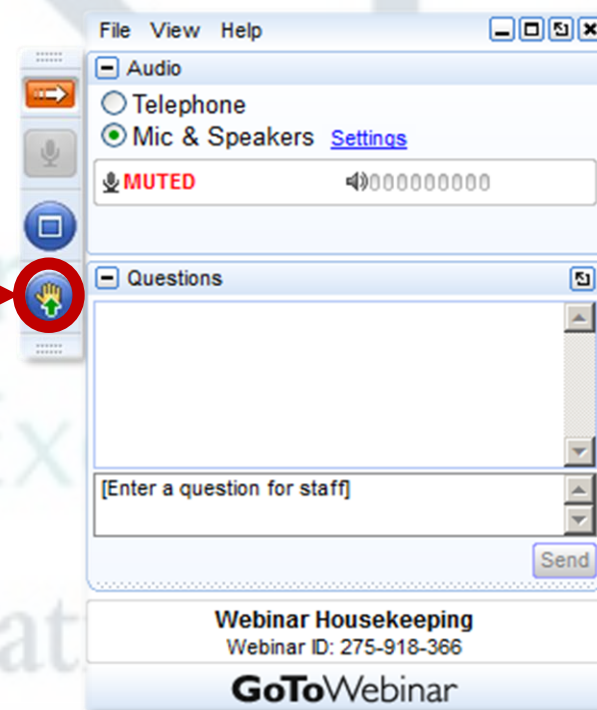 File View Help
Audio
Telephone
Mic & Speakers Settings
MUTED 000000000
Questions
[Enter a question for staff]
Send
Webinar Housekeeping
Webinar ID: 275-918-366
GoToWebinar